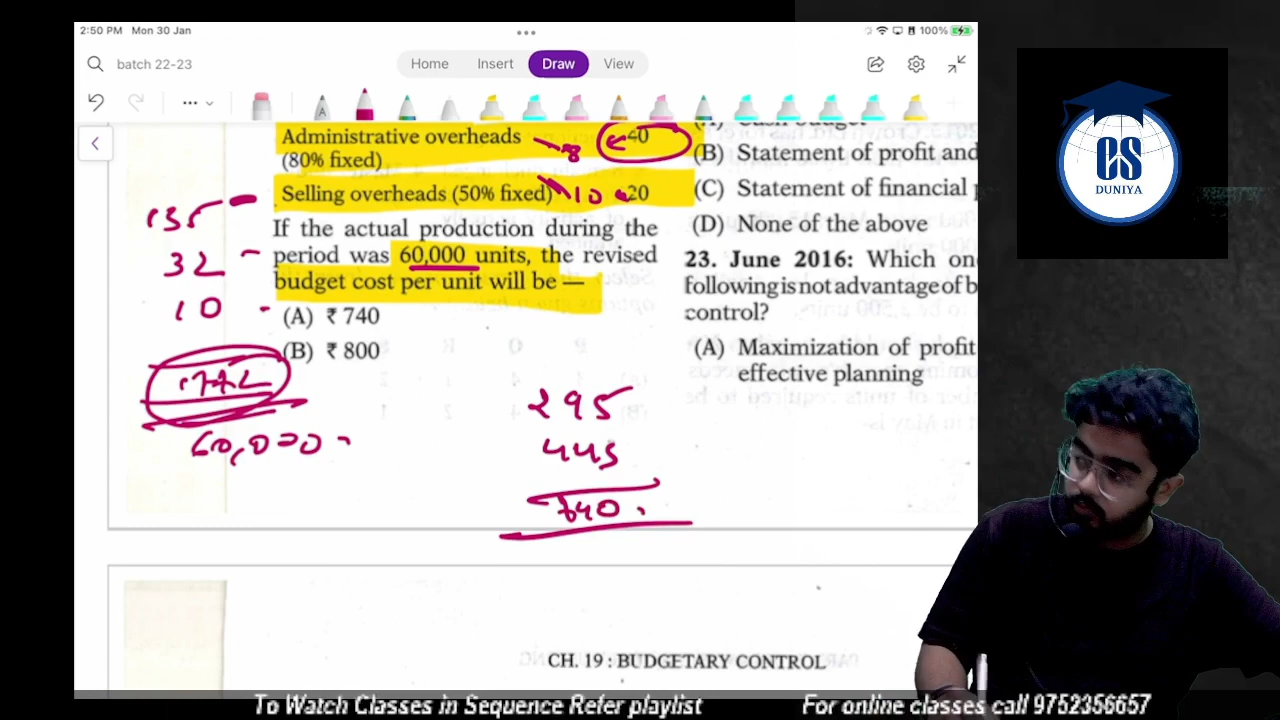 2:50 PM Mon 30 Jan
100%
batch 22-23
Home Insert Draw View
Administrative overheads 40
(80% fixed) 8
Selling overheads (50% fixed) 10 20
If the actual production during the
period was 60,000 units, the revised
budget cost per unit will be —
(A) ₹ 740
(B) ₹ 800
135
32
10
60,000
295
445
740
(B) Statement of profit and
(C) Statement of financial
(D) None of the above
23. June 2016: Which one
Following is not advantage of b
control?
(A) Maximization of profit
effective planning
CH. 19 : BUDGETARY CONTROL
CS
DUNIYA
To Watch Classes in Sequence Refer playlist
For online classes call 9752356657